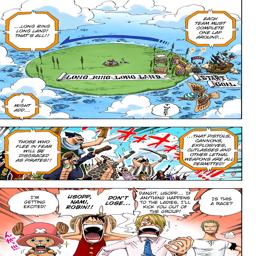 EACH
TEAM MUST
COMPLETE
ONE LAP
AROUND...
...LONG RING
LONG LAND!
THAT'S ALL!!
LONG RING LONG LAND
START
GOAL
I
MIGHT
ADD...
...THAT PISTOLS,
CANNONS,
EXPLOSIVES,
CUTLASSES
AND OTHER
LETHAL
WEAPONS ARE ALL
PERMITTED!
THOSE WHO
FLEE IN FEAR
WILL BE
DISGRACED
AS PIRATES!!
IS THIS
A RACE?
DANGIT, USOPP... IF
ANYTHING HAPPENS
TO THE LADIES, I'LL
KICK YOU OUT OF
THE GROUP!
DON'T
LOSE...
USOPP,
NAMI,
ROBIN!!
I'M
GETTING
EXCITED!